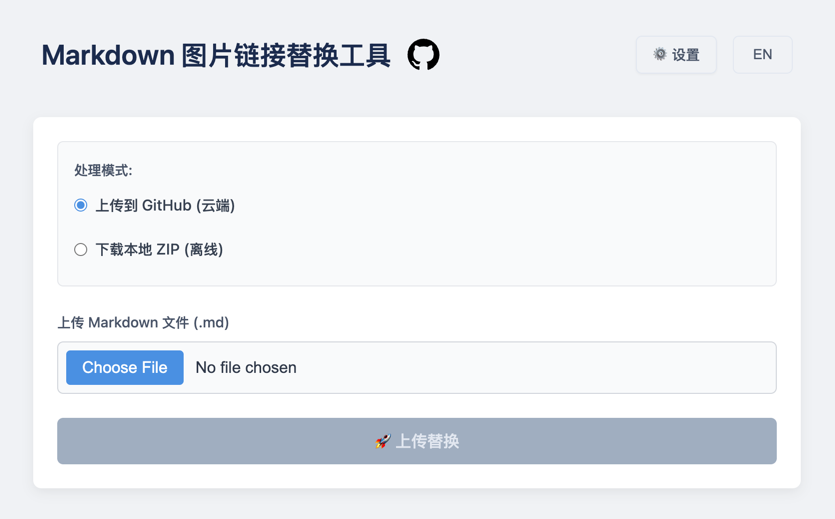 Markdown 图片链接替换工具
⚙️ 设置
EN
处理模式:
上传到 GitHub (云端)
下载本地 ZIP (离线)
上传 Markdown 文件 (.md)
Choose File No file chosen
🚀 上传替换